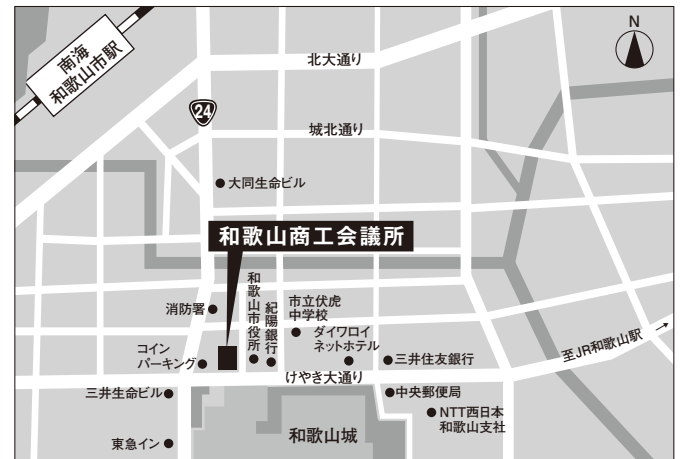 N
南海
和歌山市駅
北大通り
24
城北通り
大同生命ビル
和歌山商工会議所
消防署
和歌山市役所
紀陽銀行
市立伏虎
中学校
ダイワロイ
ネットホテル
コイン
パーキング
三井住友銀行
至JR和歌山駅
けやき大通り
三井生命ビル
中央郵便局
NTT西日本
和歌山支社
和歌山城
東急イン